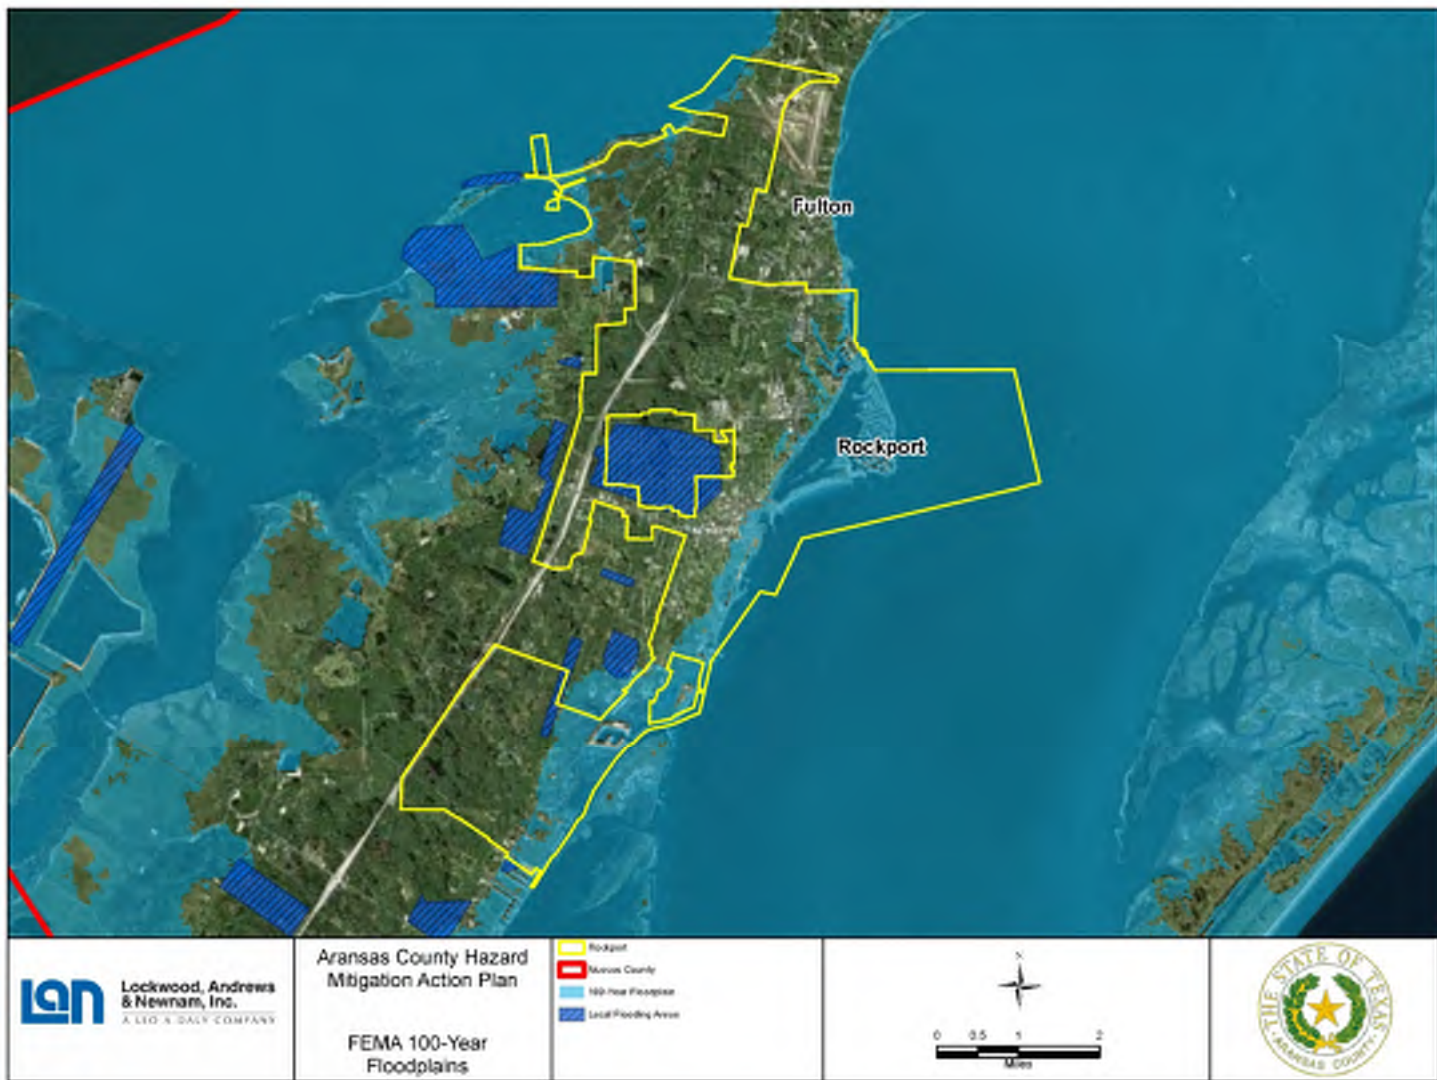 Fulton
Rockport
Lan
Lockwood, Andrews
& Newnam, Inc.
A LEO A DALY COMPANY
Aransas County Hazard
Mitigation Action Plan
FEMA 100-Year
Floodplains
Rockport
Nueces County
100-Year Floodplain
Local Flooding Areas
N
0 0.5 1 2
Miles
THE STATE OF TEXAS
ARANSAS COUNTY